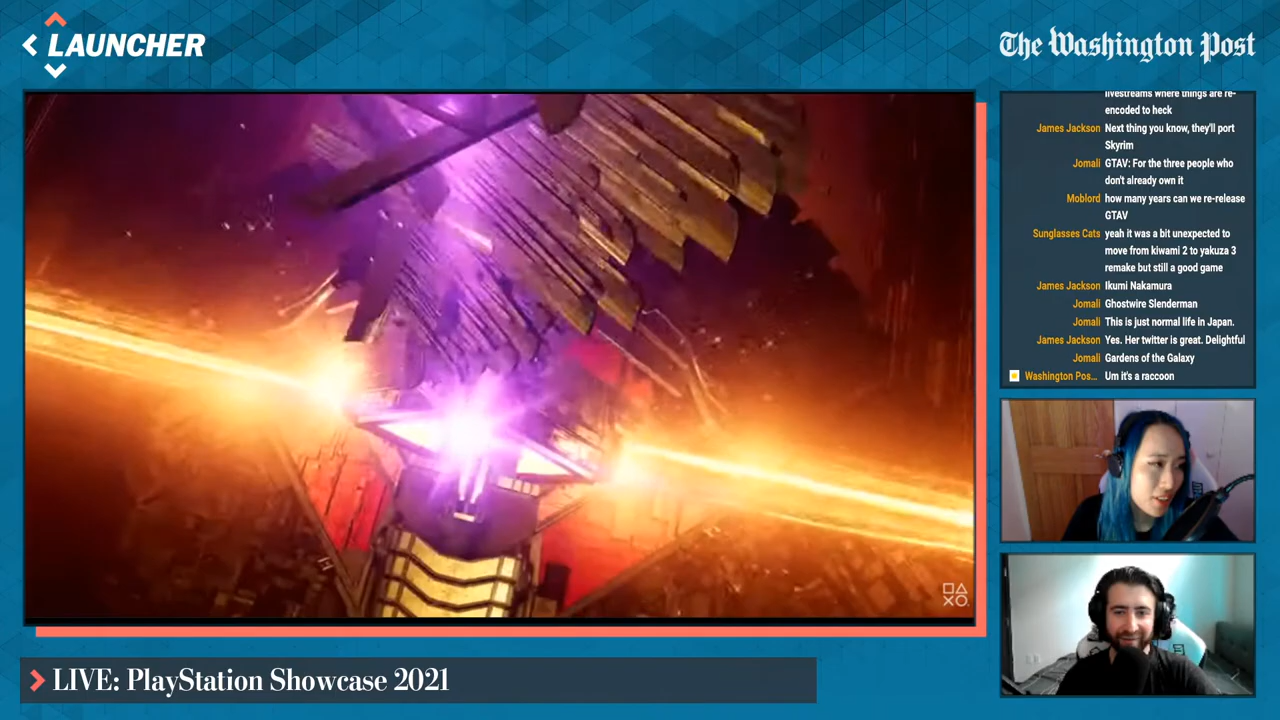 LAUNCHER
The Washington Post
livestreams where things are re-
encoded to heck
James Jackson Next thing you know, they'll port
Skyrim
Jomali GTAV: For the three people who
don't already own it
Moblord how many years can we re-release
GTAV
Sunglasses Cats yeah it was a bit unexpected to
move from kiwami 2 to yakuza 3
remake but still a good game
James Jackson Ikumi Nakamura
Jomali Ghostwire Slenderman
Jomali This is just normal life in Japan.
James Jackson Yes. Her twitter is great. Delightful
Jomali Gardens of the Galaxy
Washington Pos... Um it's a raccoon
LIVE: PlayStation Showcase 2021